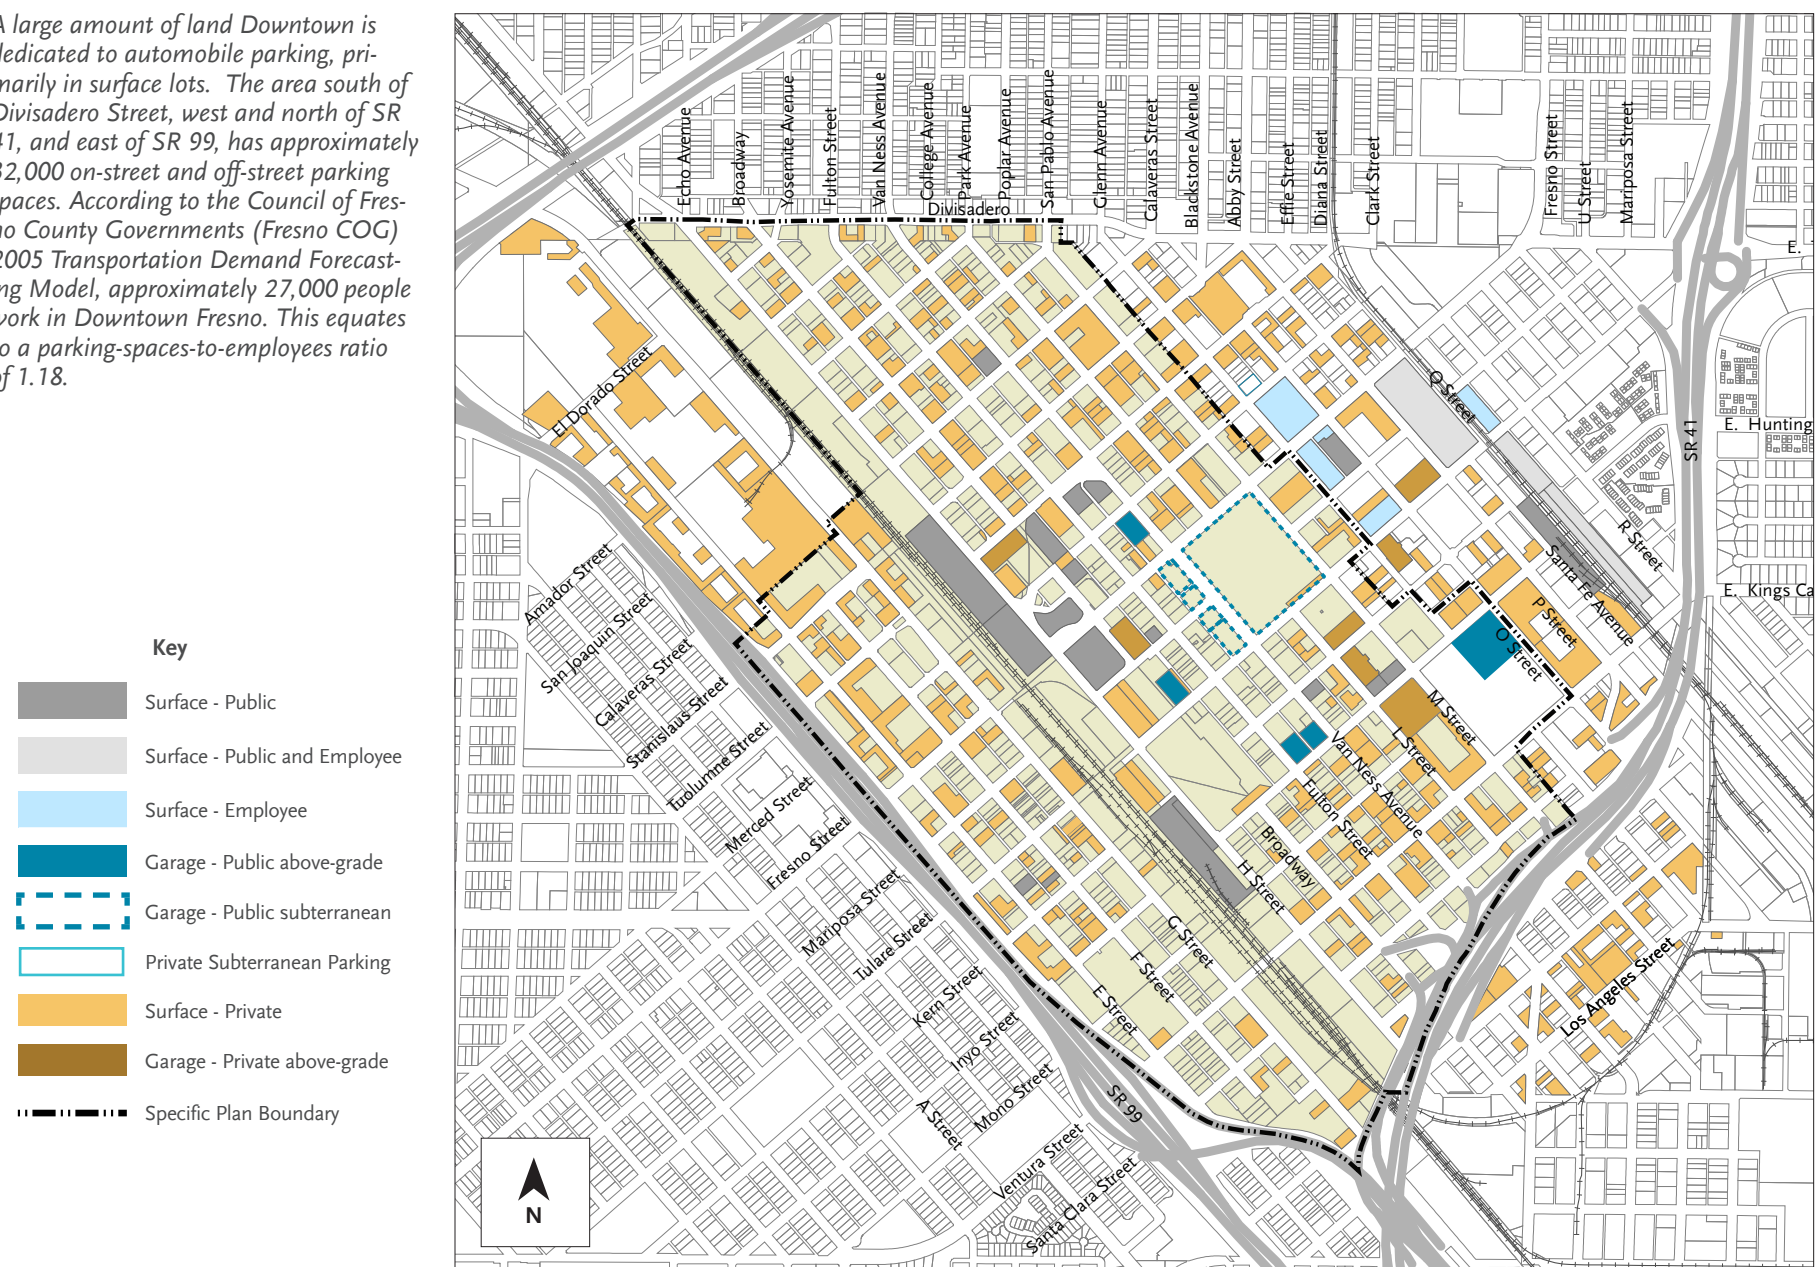 A large amount of land Downtown is
dedicated to automobile parking, pri-
marily in surface lots. The area south of
Divisadero Street, west and north of SR
41, and east of SR 99, has approximately
32,000 on-street and off-street parking
spaces. According to the Council of Fres-
no County Governments (Fresno COG)
2005 Transportation Demand Forecast-
ing Model, approximately 27,000 people
work in Downtown Fresno. This equates
to a parking-spaces-to-employees ratio
of 1.18.
Key
Surface - Public
Surface - Public and Employee
Surface - Employee
Garage - Public above-grade
Garage - Public subterranean
Private Subterranean Parking
Surface - Private
Garage - Private above-grade
Specific Plan Boundary
N
Echo Avenue
Broadway
Yosemite Avenue
Fulton Street
Van Ness Avenue
College Avenue
Park Avenue
Poplar Avenue
San Pablo Avenue
Glenn Avenue
Calaveras Street
Blackstone Avenue
Abby Street
Effie Street
Diana Street
Clark Street
Fresno Street
U Street
Mariposa Street
Divisadero
E.
E. Hunting
E. Kings Ca
SR 41
El Dorado Street
Q Street
R Street
Santa Fe Avenue
P Street
O Street
M Street
L Street
Van Ness Avenue
Fulton Street
Broadway
H Street
G Street
F Street
E Street
Amador Street
San Joaquin Street
Calaveras Street
Stanislaus Street
Tuolumne Street
Merced Street
Fresno Street
Mariposa Street
Tulare Street
Kern Street
Inyo Street
Mono Street
A Street
Ventura Street
Santa Clara Street
SR 99
Los Angeles Street